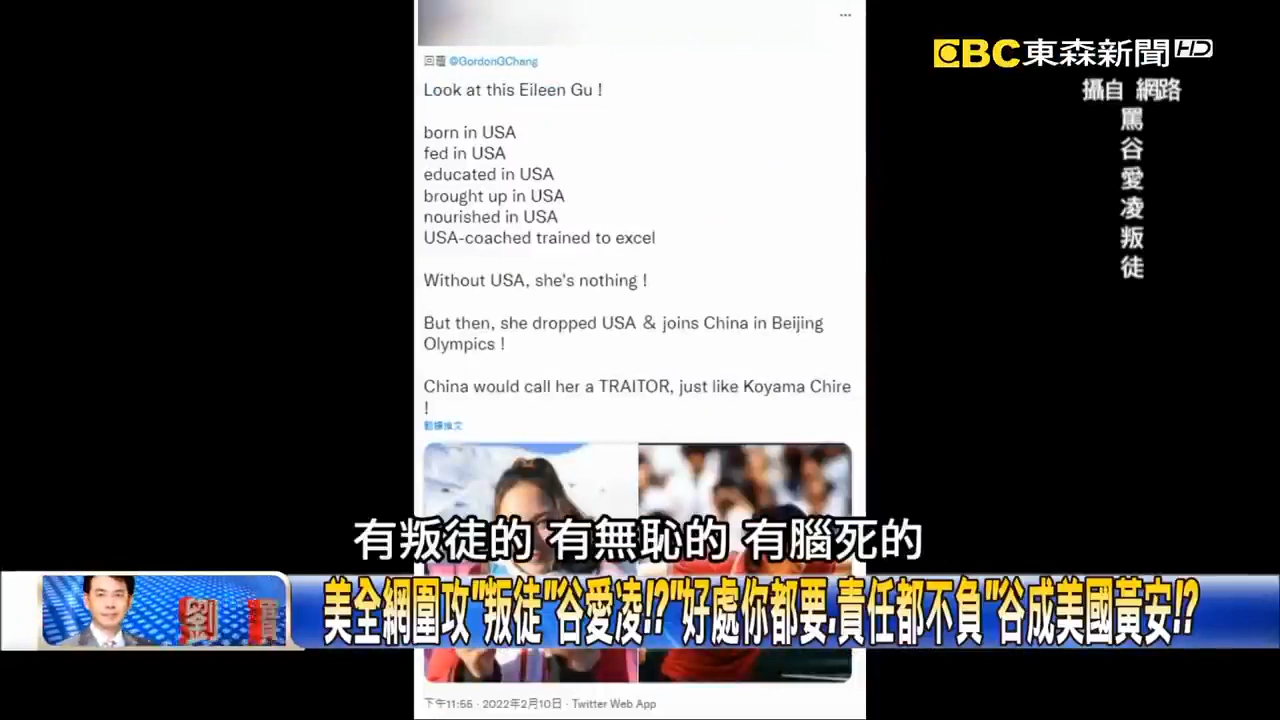 EBC 東森新聞 HD
攝自 網路
罵谷愛凌叛徒
回覆 @GordonGChang
Look at this Eileen Gu !
born in USA
fed in USA
educated in USA
brought up in USA
nourished in USA
USA-coached trained to excel
Without USA, she's nothing !
But then, she dropped USA & joins China in Beijing
Olympics !
China would call her a TRAITOR, just like Koyama Chire
!
翻譯推文
有叛徒的 有無恥的 有腦死的
美全網圍攻"叛徒"谷愛凌!?"好處你都要.責任都不負"谷成美國黃安!?
劉寶
下午11:56 · 2022年2月10日 · Twitter Web App